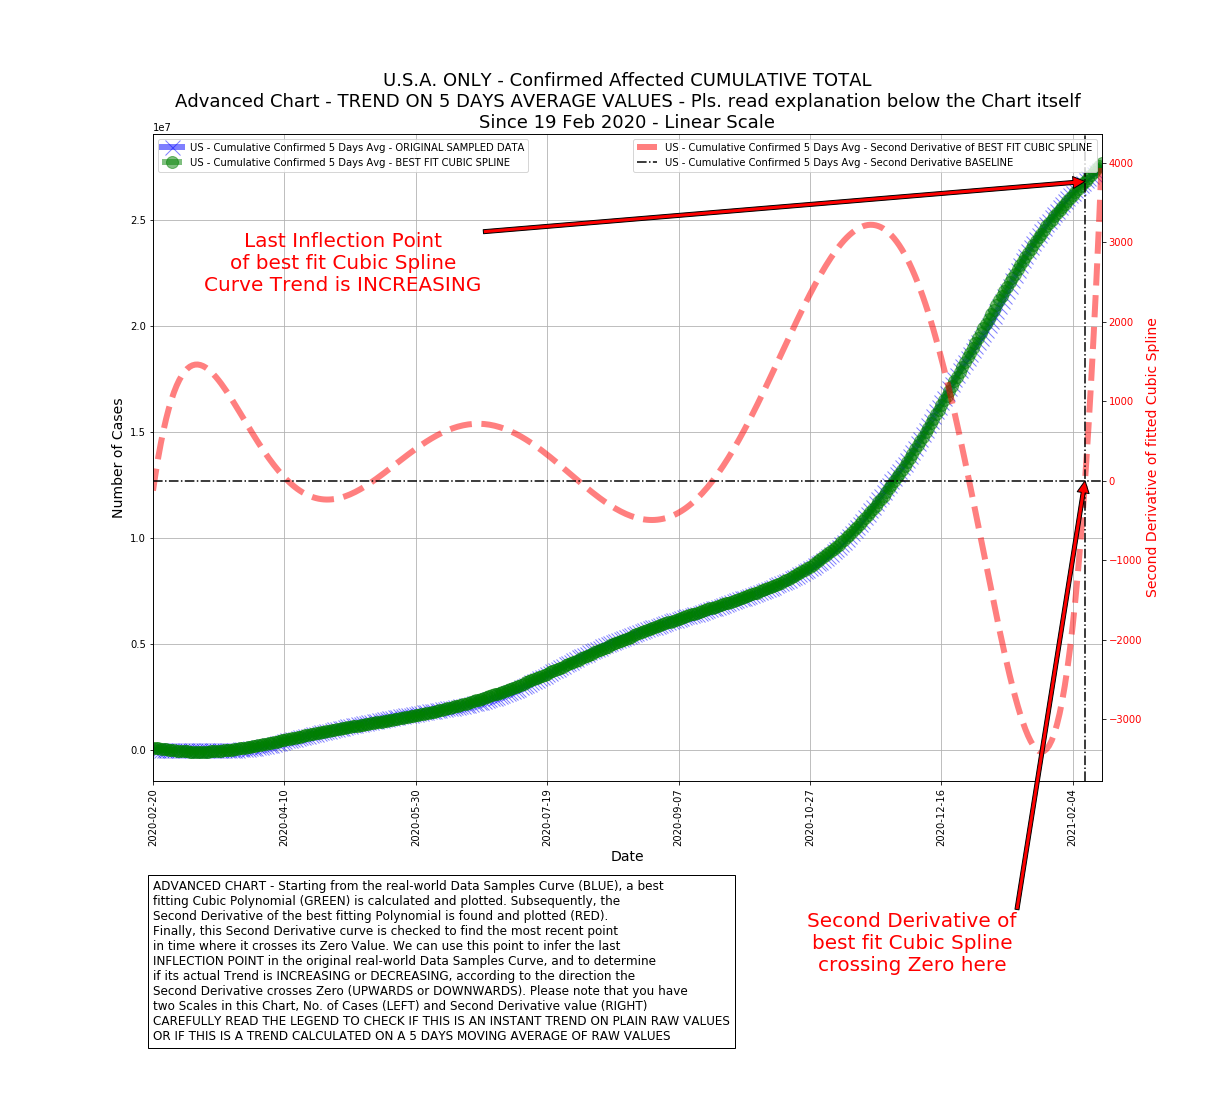 U.S.A. ONLY - Confirmed Affected CUMULATIVE TOTAL
Advanced Chart - TREND ON 5 DAYS AVERAGE VALUES - Pls. read explanation below the Chart itself
Since 19 Feb 2020 - Linear Scale
1e7
US - Cumulative Confirmed 5 Days Avg - ORIGINAL SAMPLED DATA
US - Cumulative Confirmed 5 Days Avg - BEST FIT CUBIC SPLINE
US - Cumulative Confirmed 5 Days Avg - Second Derivative of BEST FIT CUBIC SPLINE
US - Cumulative Confirmed 5 Days Avg - Second Derivative BASELINE
Last Inflection Point
of best fit Cubic Spline
Curve Trend is INCREASING
Number of Cases
2.5
2.0
1.5
1.0
0.5
0.0
4000
3000
2000
1000
0
−1000
−2000
−3000
Second Derivative of fitted Cubic Spline
2020-02-20
2020-04-10
2020-05-30
2020-07-19
2020-09-07
2020-10-27
2020-12-16
2021-02-04
Date
ADVANCED CHART - Starting from the real-world Data Samples Curve (BLUE), a best
fitting Cubic Polynomial (GREEN) is calculated and plotted. Subsequently, the
Second Derivative of the best fitting Polynomial is found and plotted (RED).
Finally, this Second Derivative curve is checked to find the most recent point
in time where it crosses its Zero Value. We can use this point to infer the last
INFLECTION POINT in the original real-world Data Samples Curve, and to determine
if its actual Trend is INCREASING or DECREASING, according to the direction the
Second Derivative crosses Zero (UPWARDS or DOWNWARDS). Please note that you have
two Scales in this Chart, No. of Cases (LEFT) and Second Derivative value (RIGHT)
CAREFULLY READ THE LEGEND TO CHECK IF THIS IS AN INSTANT TREND ON PLAIN RAW VALUES
OR IF THIS IS A TREND CALCULATED ON A 5 DAYS MOVING AVERAGE OF RAW VALUES
Second Derivative of
best fit Cubic Spline
crossing Zero here